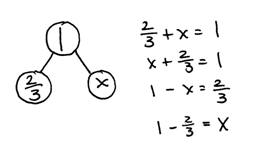 1
2/3
x
2/3 + x = 1
x + 2/3 = 1
1 - x = 2/3
1 - 2/3 = x